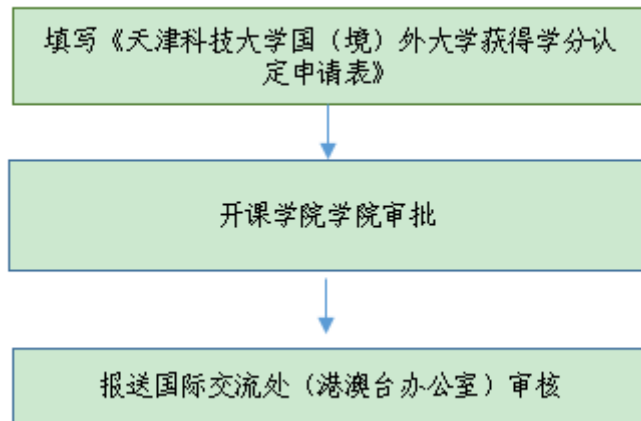 填写《天津科技大学国（境）外大学获得学分认
定申请表》
开课学院学院审批
报送国际交流处（港澳台办公室）审核